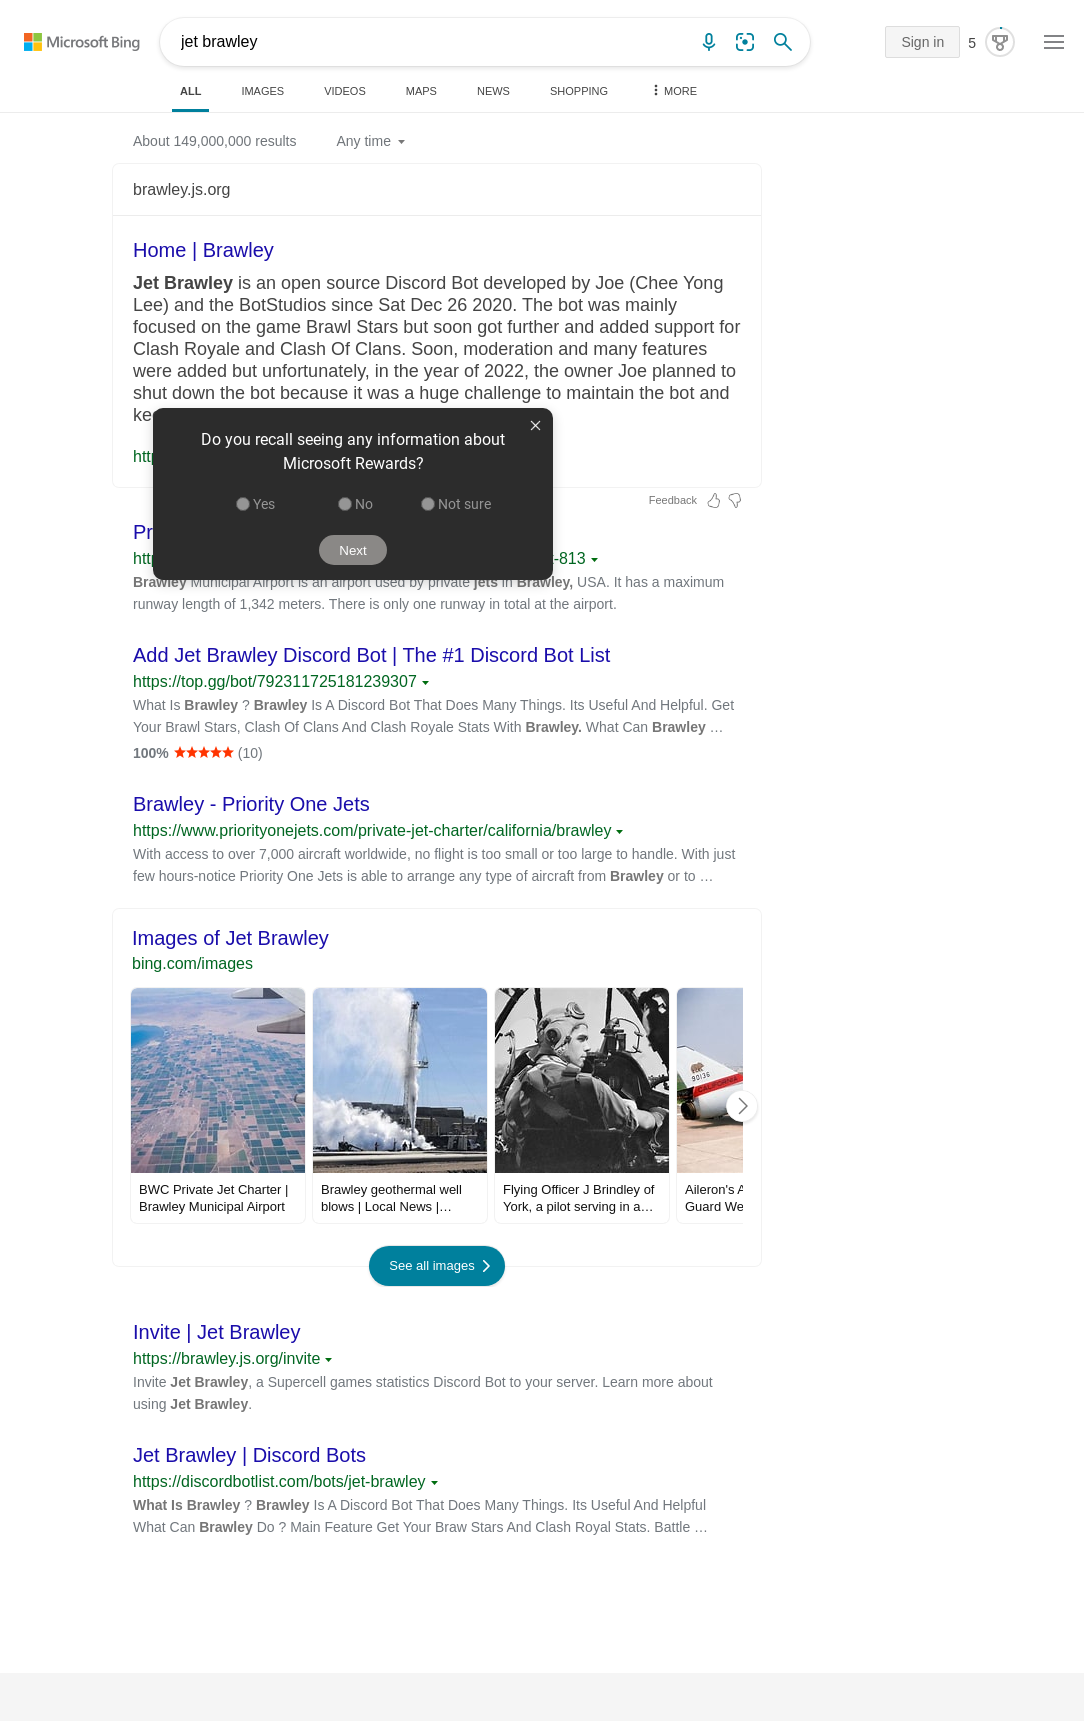 Microsoft Bing
jet brawley
Sign in
5
ALL
IMAGES
VIDEOS
MAPS
NEWS
SHOPPING
MORE
About 149,000,000 results
Any time
brawley.js.org
Home | Brawley
Jet Brawley is an open source Discord Bot developed by Joe (Chee Yong
Lee) and the BotStudios since Sat Dec 26 2020. The bot was mainly
focused on the game Brawl Stars but soon got further and added support for
Clash Royale and Clash Of Clans. Soon, moderation and many features
were added but unfortunately, in the year of 2022, the owner Joe planned to
shut down the bot because it was a huge challenge to maintain the bot and
Do you recall seeing any information about
Microsoft Rewards?
Yes
No
Not sure
Next
Feedback
-813
Brawley Municipal Airport is an airport used by private jets in Brawley, USA. It has a maximum
runway length of 1,342 meters. There is only one runway in total at the airport.
Add Jet Brawley Discord Bot | The #1 Discord Bot List
https://top.gg/bot/792311725181239307
What Is Brawley ? Brawley Is A Discord Bot That Does Many Things. Its Useful And Helpful. Get
Your Brawl Stars, Clash Of Clans And Clash Royale Stats With Brawley. What Can Brawley …
100% ★★★★★ (10)
Brawley - Priority One Jets
https://www.priorityonejets.com/private-jet-charter/california/brawley
With access to over 7,000 aircraft worldwide, no flight is too small or too large to handle. With just
few hours-notice Priority One Jets is able to arrange any type of aircraft from Brawley or to …
Images of Jet Brawley
bing.com/images
90136
CALIFORNIA
BWC Private Jet Charter |
Brawley Municipal Airport
Brawley geothermal well
blows | Local News |…
Flying Officer J Brindley of
York, a pilot serving in a…
Aileron's A
Guard We
See all images
Invite | Jet Brawley
https://brawley.js.org/invite
Invite Jet Brawley, a Supercell games statistics Discord Bot to your server. Learn more about
using Jet Brawley.
Jet Brawley | Discord Bots
https://discordbotlist.com/bots/jet-brawley
What Is Brawley ? Brawley Is A Discord Bot That Does Many Things. Its Useful And Helpful
What Can Brawley Do ? Main Feature Get Your Braw Stars And Clash Royal Stats. Battle …